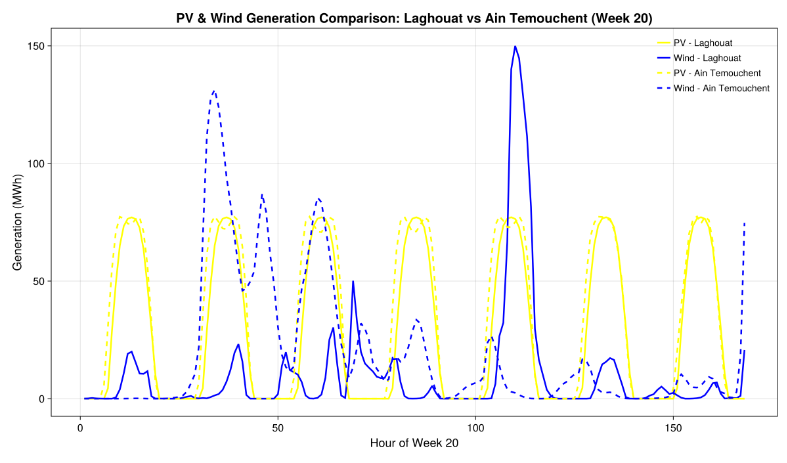 PV & Wind Generation Comparison: Laghouat vs Ain Temouchent (Week 20)
PV - Laghouat
Wind - Laghouat
PV - Ain Temouchent
Wind - Ain Temouchent
Generation (MWh)
150
100
50
0
0 50 100 150
Hour of Week 20